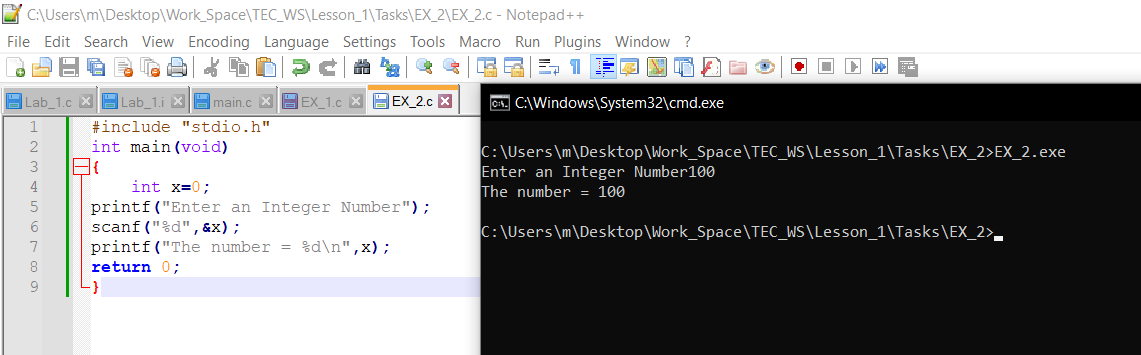 C:\Users\m\Desktop\Work_Space\TEC_WS\Lesson_1\Tasks\EX_2\EX_2.c - Notepad++
File Edit Search View Encoding Language Settings Tools Macro Run Plugins Window ?
Lab_1.c Lab_1.i main.c EX_1.c EX_2.c
1 #include "stdio.h"
2 int main(void)
3 {
4 int x=0;
5 printf("Enter an Integer Number");
6 scanf("%d",&x);
7 printf("The number = %d\n",x);
8 return 0;
9 }
C:\Windows\System32\cmd.exe
C:\Users\m\Desktop\Work_Space\TEC_WS\Lesson_1\Tasks\EX_2>EX_2.exe
Enter an Integer Number100
The number = 100
C:\Users\m\Desktop\Work_Space\TEC_WS\Lesson_1\Tasks\EX_2>